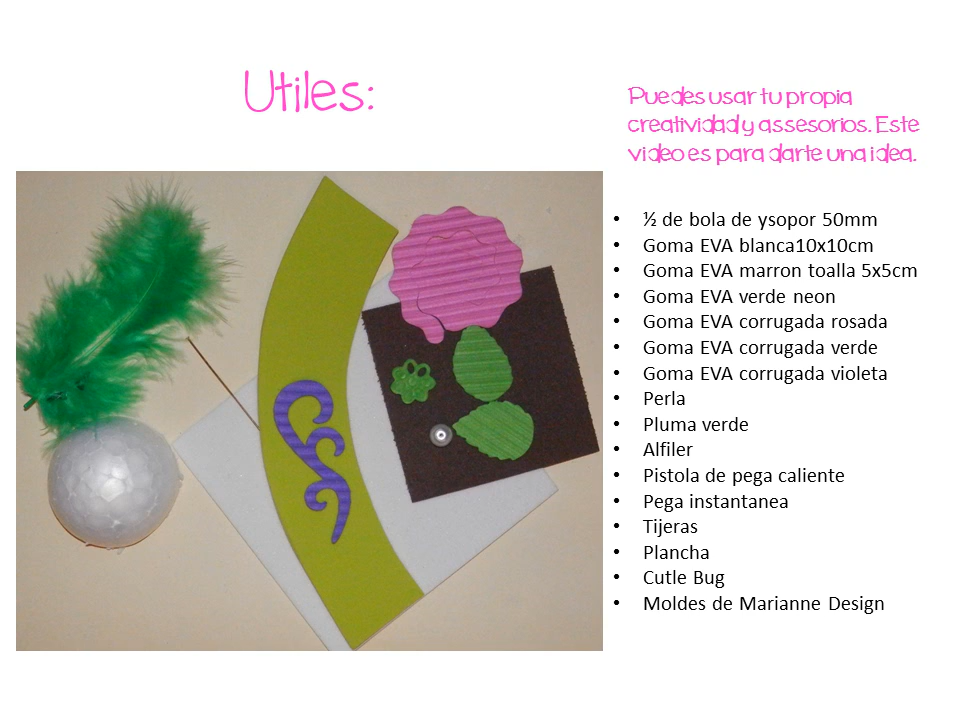 Utiles:
Puedes usar tu propia
creatividad y assesorios. Este
video es para darte una idea.
• ½ de bola de ysopor 50mm
• Goma EVA blanca10x10cm
• Goma EVA marron toalla 5x5cm
• Goma EVA verde neon
• Goma EVA corrugada rosada
• Goma EVA corrugada verde
• Goma EVA corrugada violeta
• Perla
• Pluma verde
• Alfiler
• Pistola de pega caliente
• Pega instantanea
• Tijeras
• Plancha
• Cutle Bug
• Moldes de Marianne Design